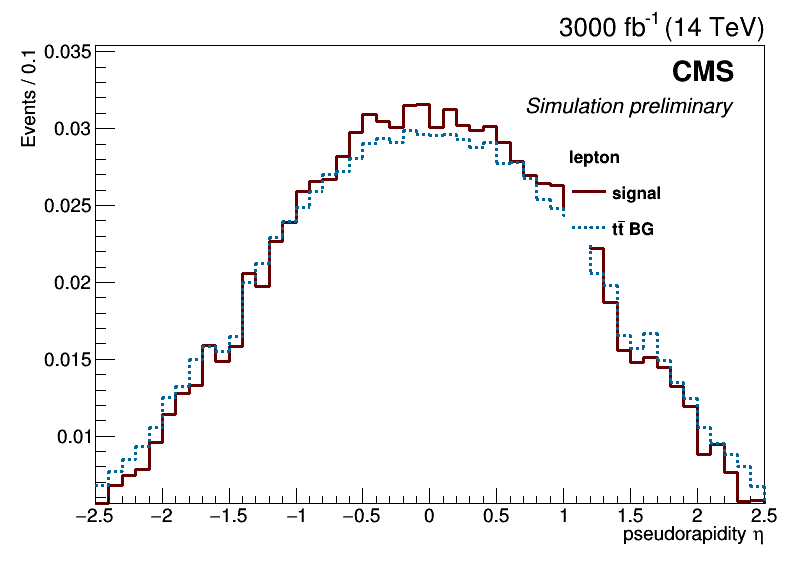 3000 fb-1 (14 TeV)
CMS
Simulation preliminary
lepton
signal
tt̄ BG
Events / 0.1
0.035
0.03
0.025
0.02
0.015
0.01
−2.5 −2 −1.5 −1 −0.5 0 0.5 1 1.5 2 2.5
pseudorapidity η